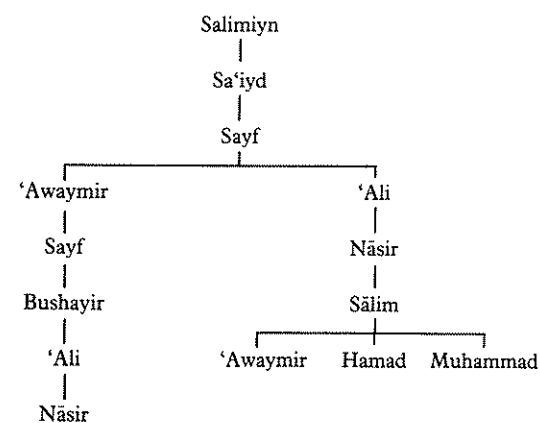 Salimiyn
Sa‘iyd
Sayf
‘Awaymir ‘Ali
Sayf Nāsir
Bushayir Sālim
‘Ali ‘Awaymir Hamad Muhammad
Nāsir